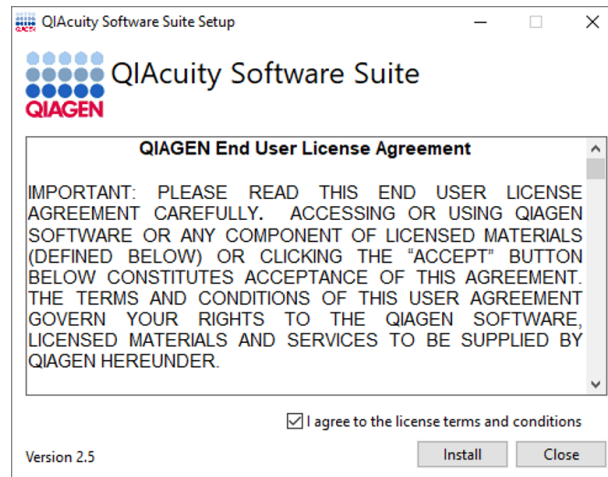 QIAcuity Software Suite Setup
QIAGEN
QIAcuity Software Suite
QIAGEN
QIAGEN End User License Agreement
IMPORTANT: PLEASE READ THIS END USER LICENSE
AGREEMENT CAREFULLY. ACCESSING OR USING QIAGEN
SOFTWARE OR ANY COMPONENT OF LICENSED MATERIALS
(DEFINED BELOW) OR CLICKING THE “ACCEPT” BUTTON
BELOW CONSTITUTES ACCEPTANCE OF THIS AGREEMENT.
THE TERMS AND CONDITIONS OF THIS USER AGREEMENT
GOVERN YOUR RIGHTS TO THE QIAGEN SOFTWARE,
LICENSED MATERIALS AND SERVICES TO BE SUPPLIED BY
QIAGEN HEREUNDER.
I agree to the license terms and conditions
Version 2.5
Install
Close